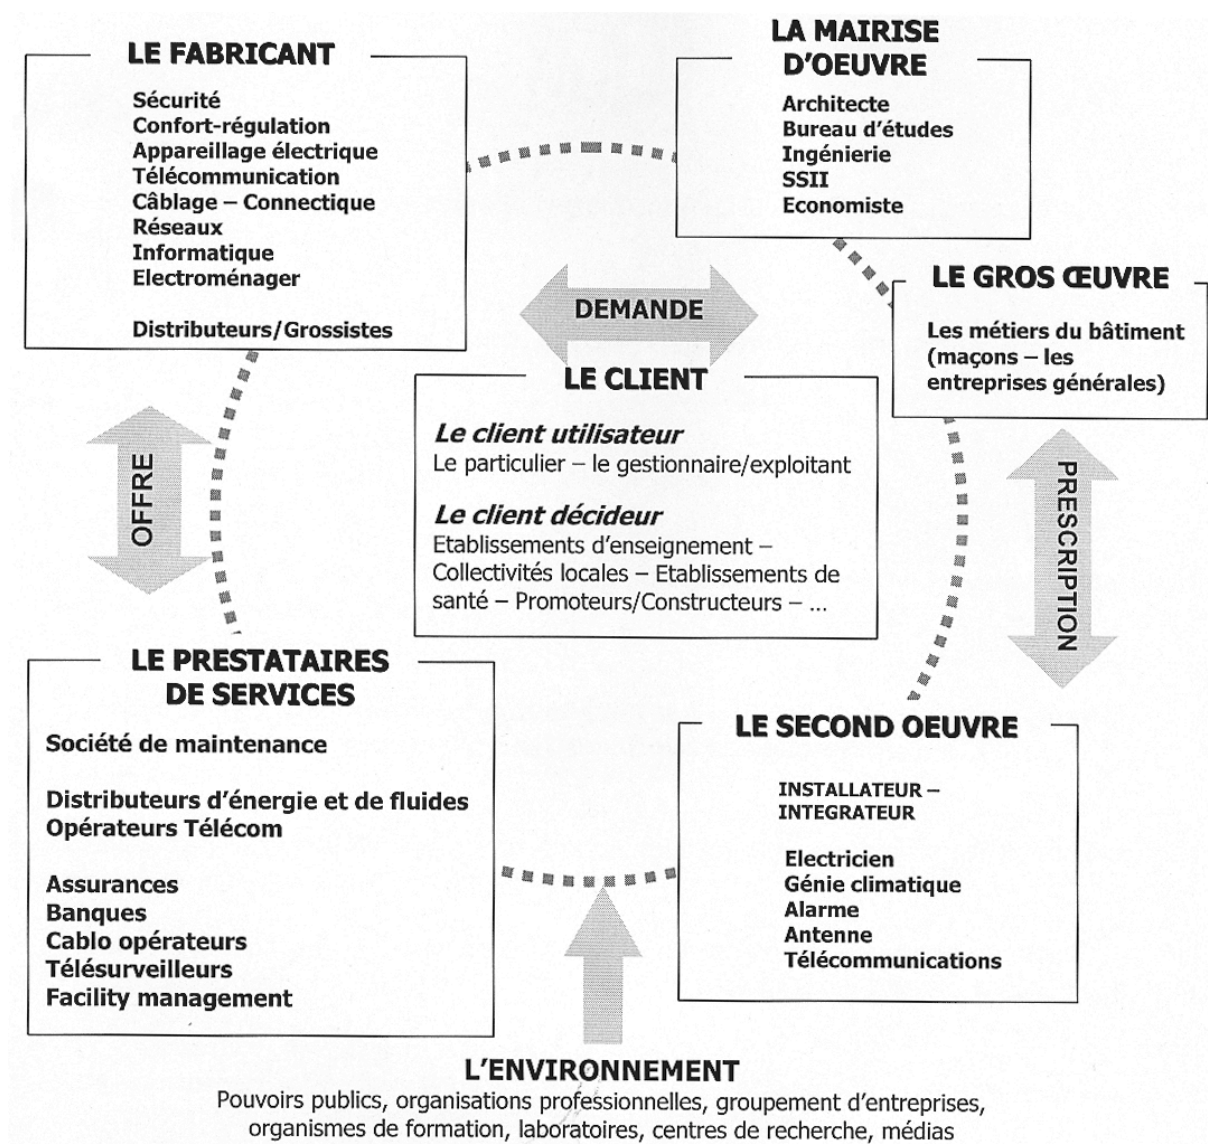 LE FABRICANT
Sécurité
Confort-régulation
Appareillage électrique
Télécommunication
Câblage – Connectique
Réseaux
Informatique
Electroménager
Distributeurs/Grossistes
LA MAIRISE
D'OEUVRE
Architecte
Bureau d'études
Ingénierie
SSII
Economiste
LE GROS ŒUVRE
Les métiers du bâtiment
(maçons – les
entreprises générales)
DEMANDE
LE CLIENT
Le client utilisateur
Le particulier – le gestionnaire/exploitant
Le client décideur
Etablissements d'enseignement –
Collectivités locales – Etablissements de
santé – Promoteurs/Constructeurs – ...
OFFRE
PRESCRIPTION
LE PRESTATAIRES
DE SERVICES
Société de maintenance
Distributeurs d'énergie et de fluides
Opérateurs Télécom
Assurances
Banques
Cablo opérateurs
Télésurveilleurs
Facility management
LE SECOND OEUVRE
INSTALLATEUR –
INTEGRATEUR
Electricien
Génie climatique
Alarme
Antenne
Télécommunications
L'ENVIRONNEMENT
Pouvoirs publics, organisations professionnelles, groupement d'entreprises,
organismes de formation, laboratoires, centres de recherche, médias